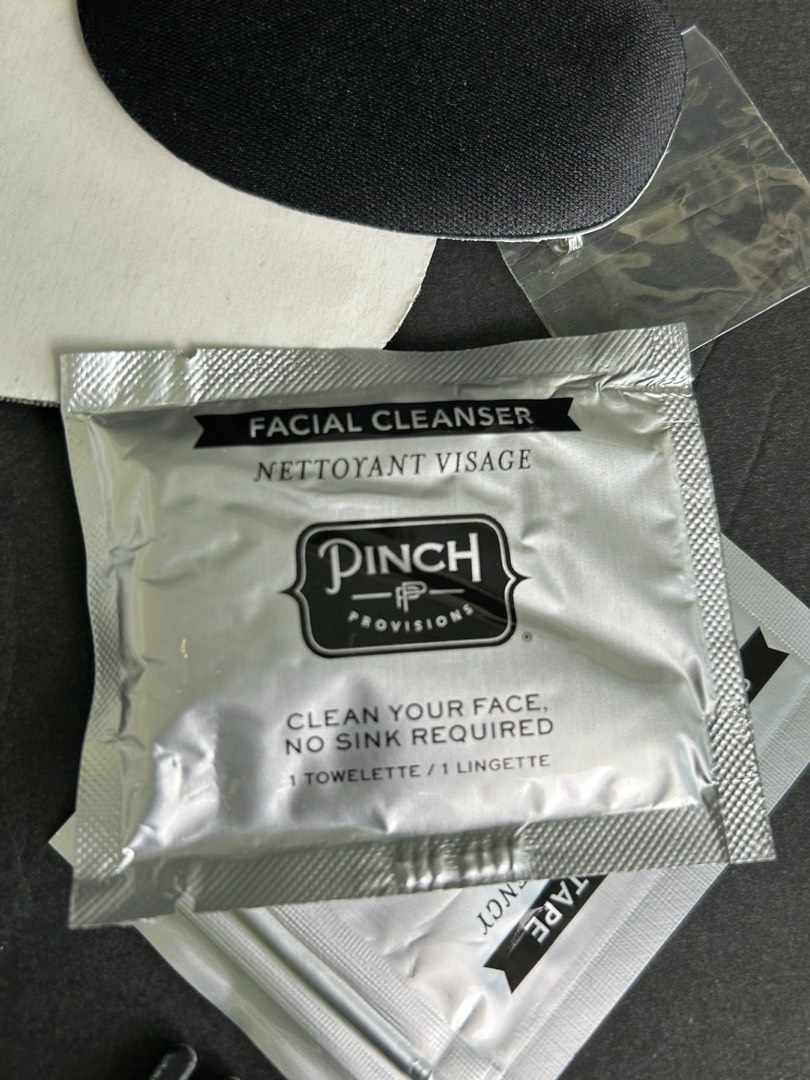 FACIAL CLEANSER
NETTOYANT VISAGE
PINCH
PP
PROVISIONS
®
CLEAN YOUR FACE,
NO SINK REQUIRED
1 TOWELETTE / 1 LINGETTE
TAPE